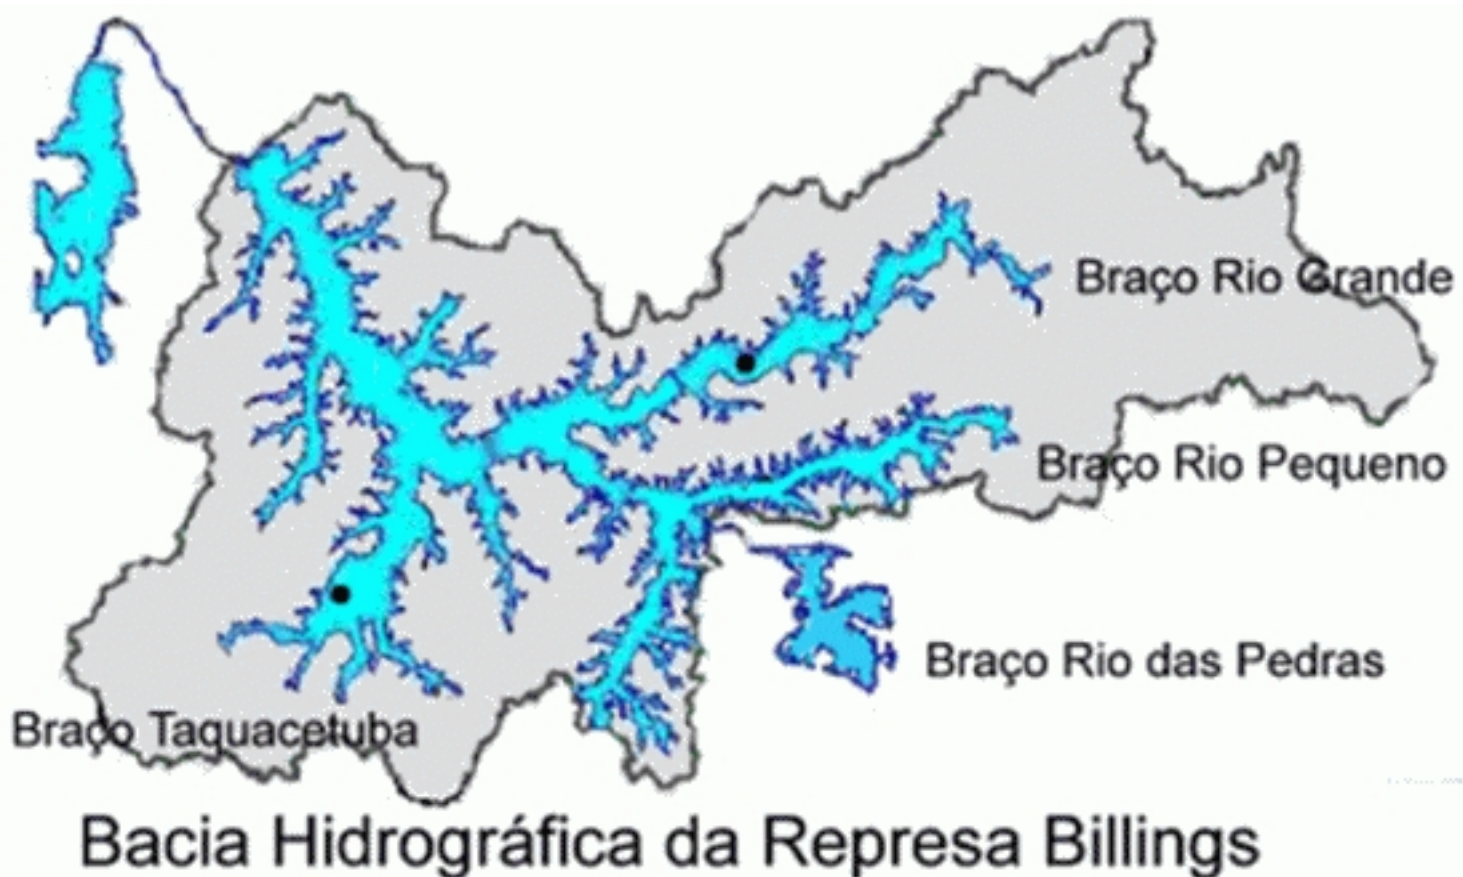 Braço Rio Grande
Braço Rio Pequeno
Braço Rio das Pedras
Braço Taquacetuba
Bacia Hidrográfica da Represa Billings